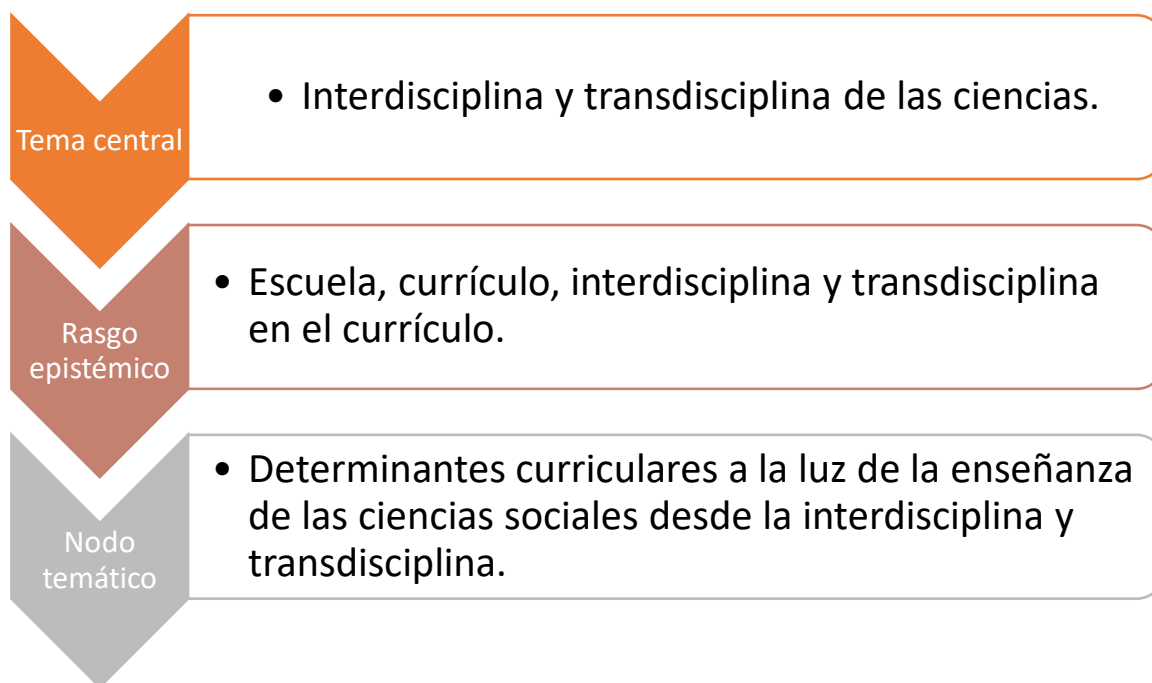 Tema central
• Interdisciplina y transdisciplina de las ciencias.
Rasgo
epistémico
• Escuela, currículo, interdisciplina y transdisciplina
en el currículo.
Nodo
temático
• Determinantes curriculares a la luz de la enseñanza
de las ciencias sociales desde la interdisciplina y
transdisciplina.